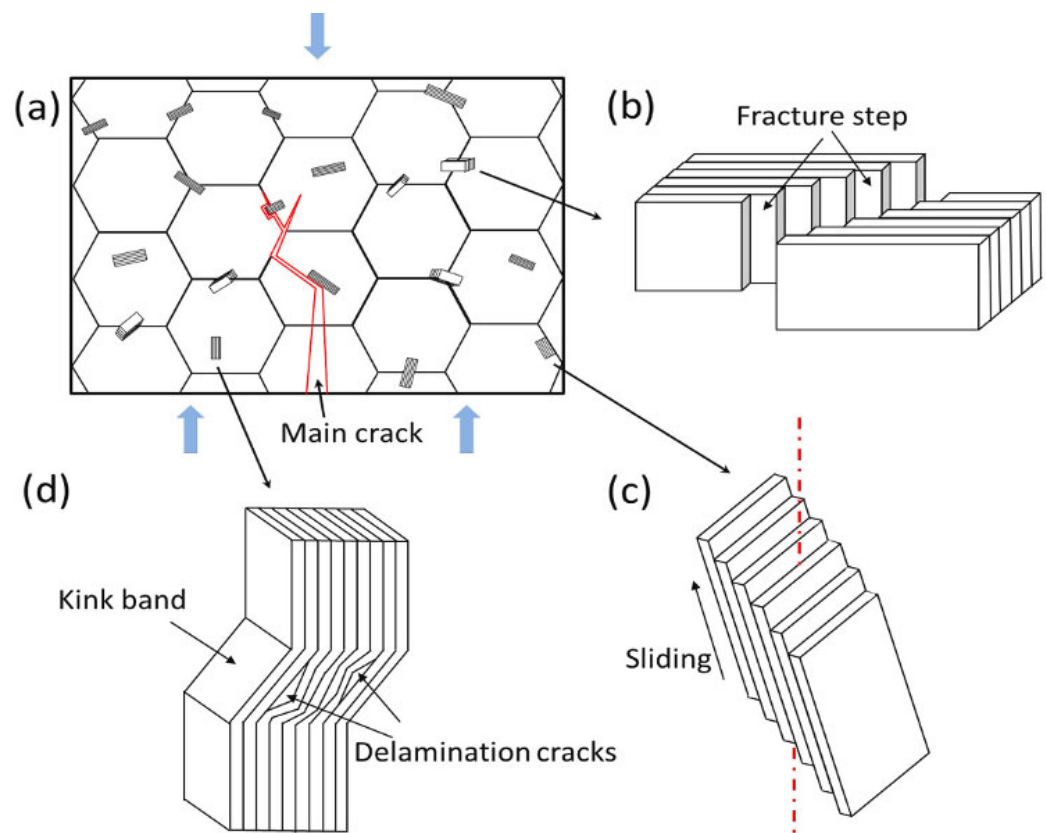 (a)
(b)
Fracture step
Main crack
(d)
(c)
Kink band
Sliding
Delamination cracks